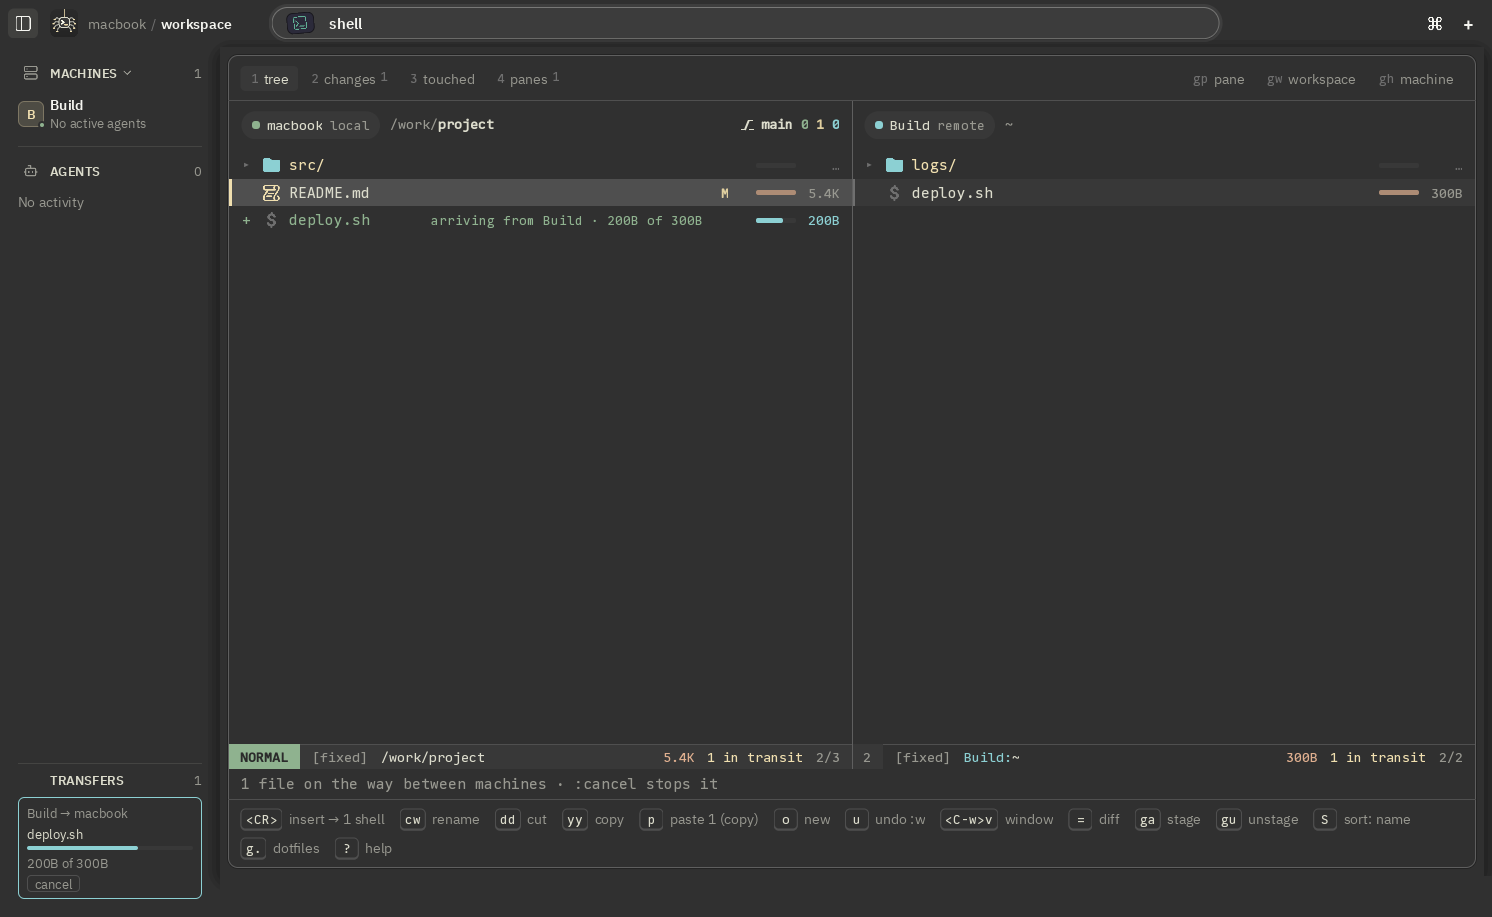 macbook / workspace
shell
⌘ +
MACHINES 1
B Build
No active agents
AGENTS 0
No activity
1 tree 2 changes 1 3 touched 4 panes 1 gp pane gw workspace gh machine
macbook local /work/project main 0 1 0
src/ …
README.md M 5.4K
+ $ deploy.sh arriving from Build · 200B of 300B 200B
Build remote ~
logs/ …
$ deploy.sh 300B
NORMAL [fixed] /work/project 5.4K 1 in transit 2/3
2 [fixed] Build:~ 300B 1 in transit 2/2
1 file on the way between machines · :cancel stops it
<CR> insert → 1 shell cw rename dd cut yy copy p paste 1 (copy) o new u undo :w <C-w>v window = diff ga stage gu unstage S sort: name
g. dotfiles ? help
TRANSFERS 1
Build → macbook
deploy.sh
200B of 300B
cancel